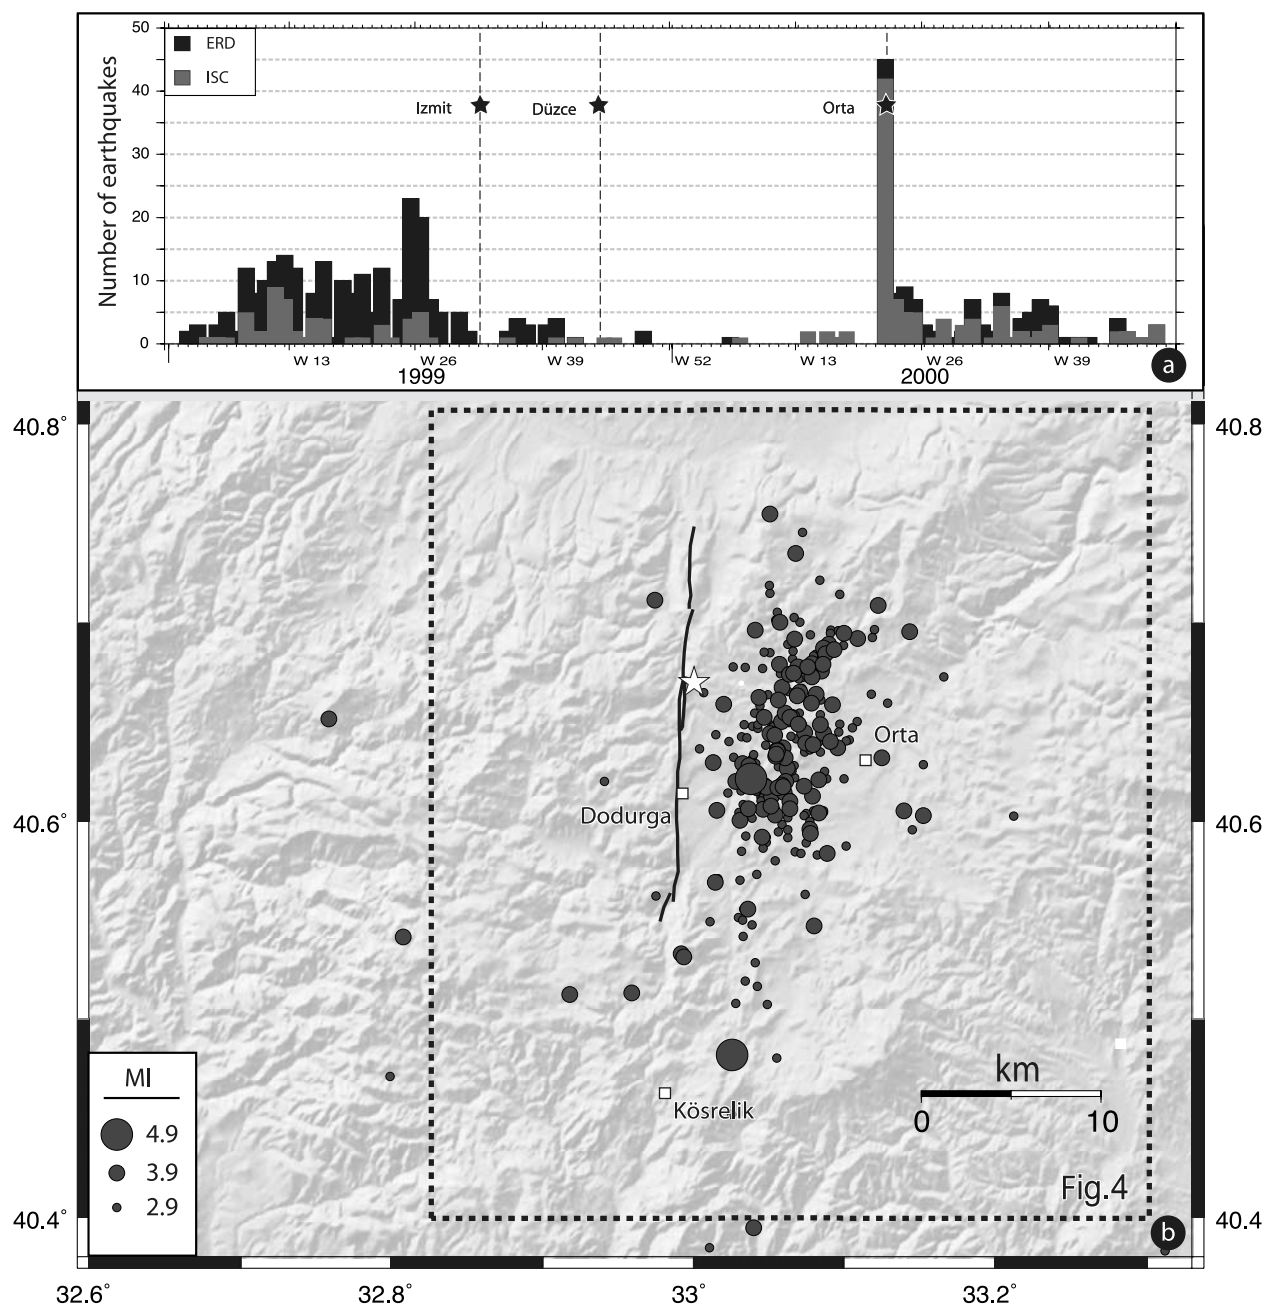 50
40
30
20
10
0
Number of earthquakes
ERD
ISC
Izmit
Düzce
Orta
W 13
W 26
W 39
W 52
W 13
W 26
W 39
1999
2000
a
40.8°
40.8°
40.6°
40.6°
40.4°
40.4°
Orta
Dodurga
Kösrelik
km
0
10
Fig.4
b
Ml
4.9
3.9
2.9
32.6°
32.8°
33°
33.2°